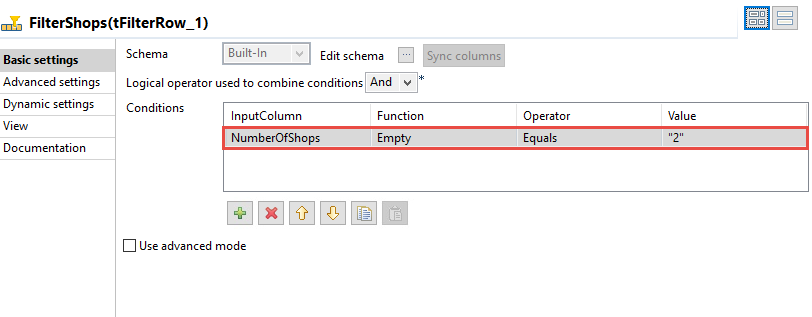 FilterShops(tFilterRow_1)
Basic settings
Advanced settings
Dynamic settings
View
Documentation
Schema Built-In Edit schema ... Sync columns
Logical operator used to combine conditions And *
Conditions
InputColumn Function Operator Value
NumberOfShops Empty Equals "2"
Use advanced mode